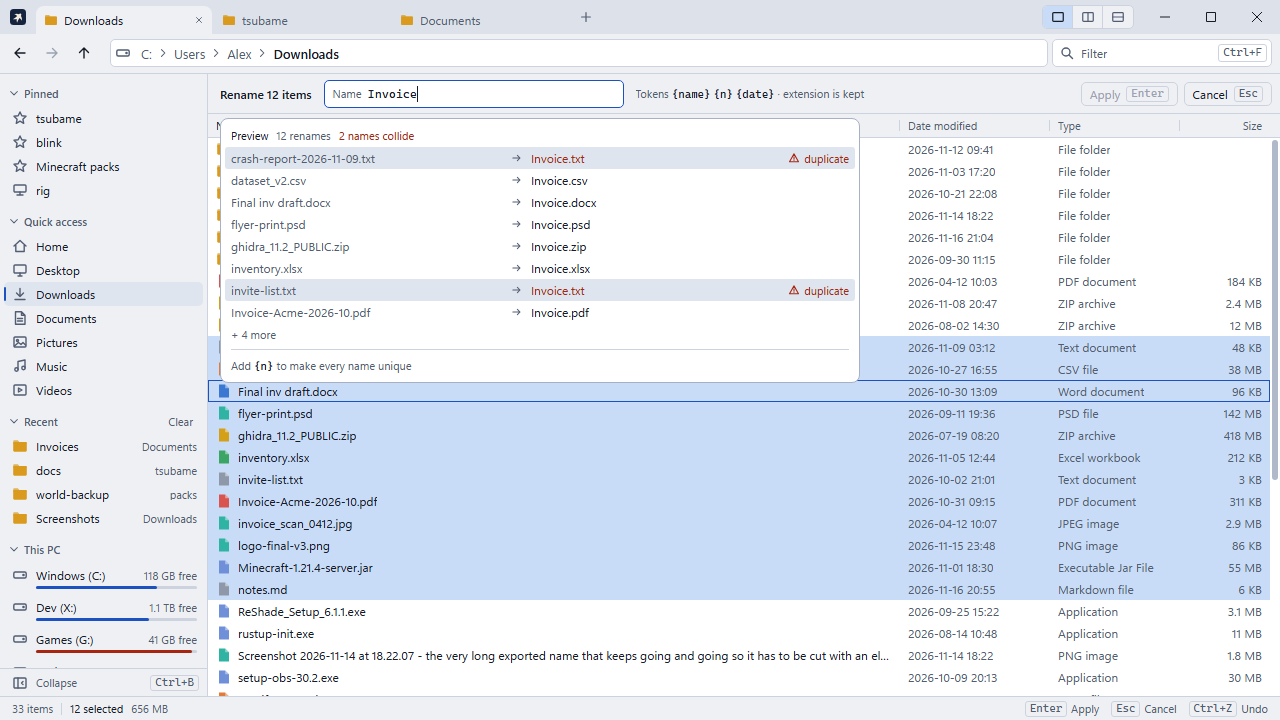 Downloads
tsubame
Documents
C: Users Alex Downloads
Filter Ctrl+F
Pinned
tsubame
blink
Minecraft packs
rig
Quick access
Home
Desktop
Downloads
Documents
Pictures
Music
Videos
Recent Clear
Invoices Documents
docs tsubame
world-backup packs
Screenshots Downloads
This PC
Windows (C:) 118 GB free
Dev (X:) 1.1 TB free
Games (G:) 41 GB free
Collapse Ctrl+B
Rename 12 items Name Invoice Tokens {name} {n} {date} · extension is kept Apply Enter Cancel Esc
Date modified Type Size
Preview 12 renames 2 names collide
crash-report-2026-11-09.txt → Invoice.txt duplicate
dataset_v2.csv → Invoice.csv
Final inv draft.docx → Invoice.docx
flyer-print.psd → Invoice.psd
ghidra_11.2_PUBLIC.zip → Invoice.zip
inventory.xlsx → Invoice.xlsx
invite-list.txt → Invoice.txt duplicate
Invoice-Acme-2026-10.pdf → Invoice.pdf
+ 4 more
Add {n} to make every name unique
2026-11-12 09:41 File folder
2026-11-03 17:20 File folder
2026-10-21 22:08 File folder
2026-11-14 18:22 File folder
2026-11-16 21:04 File folder
2026-09-30 11:15 File folder
2026-04-12 10:03 PDF document 184 KB
2026-11-08 20:47 ZIP archive 2.4 MB
2026-08-02 14:30 ZIP archive 12 MB
2026-11-09 03:12 Text document 48 KB
2026-10-27 16:55 CSV file 38 MB
Final inv draft.docx 2026-10-30 13:09 Word document 96 KB
flyer-print.psd 2026-09-11 19:36 PSD file 142 MB
ghidra_11.2_PUBLIC.zip 2026-07-19 08:20 ZIP archive 418 MB
inventory.xlsx 2026-11-05 12:44 Excel workbook 212 KB
invite-list.txt 2026-10-02 21:01 Text document 3 KB
Invoice-Acme-2026-10.pdf 2026-10-31 09:15 PDF document 311 KB
invoice_scan_0412.jpg 2026-04-12 10:07 JPEG image 2.9 MB
logo-final-v3.png 2026-11-15 23:48 PNG image 86 KB
Minecraft-1.21.4-server.jar 2026-11-01 18:30 Executable Jar File 55 MB
notes.md 2026-11-16 20:55 Markdown file 6 KB
ReShade_Setup_6.1.1.exe 2026-09-25 15:22 Application 3.1 MB
rustup-init.exe 2026-08-14 10:48 Application 11 MB
Screenshot 2026-11-14 at 18.22.07 - the very long exported name that keeps going and going so it has to be cut with an el... 2026-11-14 18:22 PNG image 1.8 MB
setup-obs-30.2.exe 2026-10-09 20:13 Application 30 MB
33 items 12 selected 656 MB
Enter Apply Esc Cancel Ctrl+Z Undo